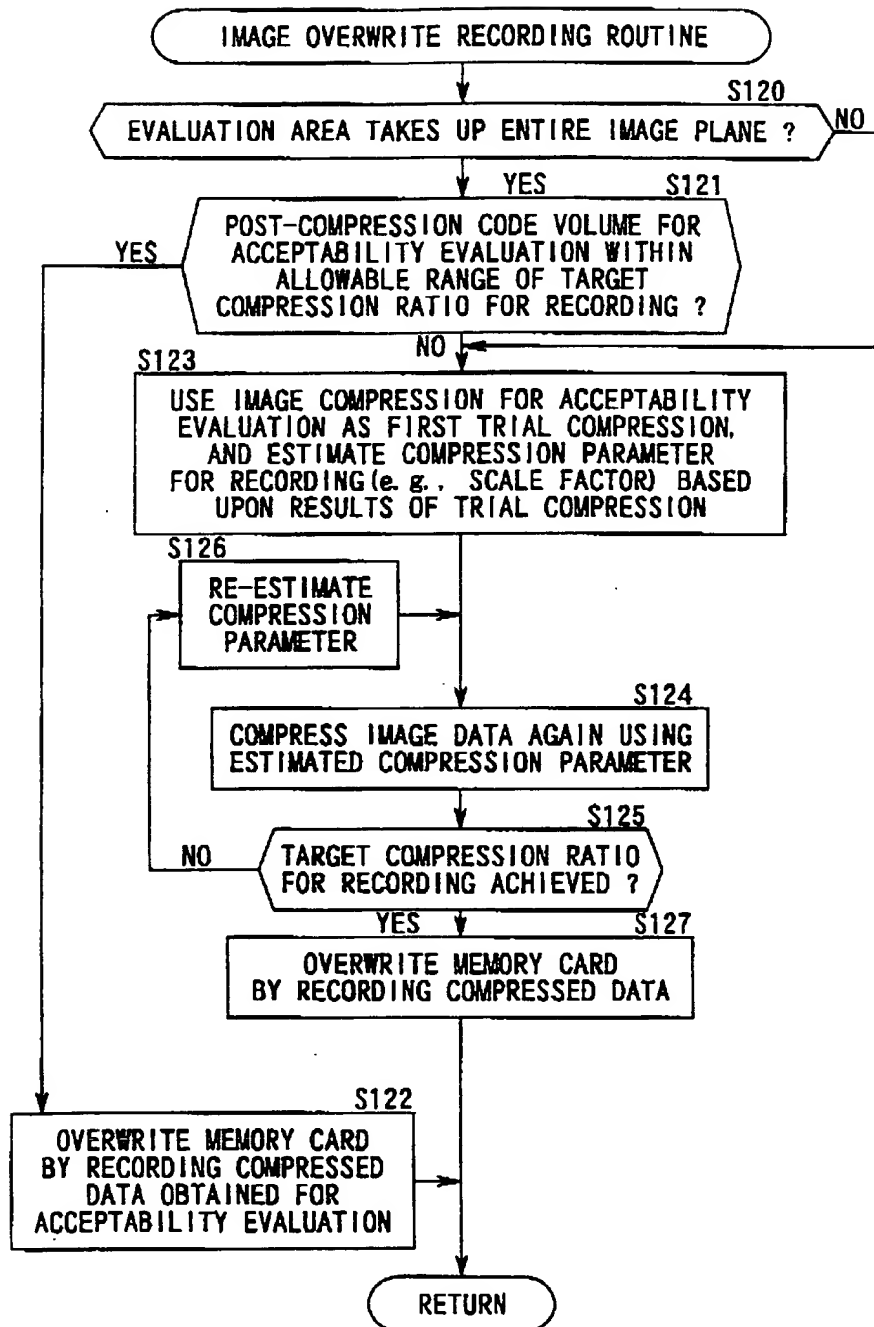 IMAGE OVERWRITE RECORDING ROUTINE
S120
EVALUATION AREA TAKES UP ENTIRE IMAGE PLANE ?
NO
YES
S121
POST-COMPRESSION CODE VOLUME FOR
ACCEPTABILITY EVALUATION WITHIN
ALLOWABLE RANGE OF TARGET
COMPRESSION RATIO FOR RECORDING ?
YES
NO
S123
USE IMAGE COMPRESSION FOR ACCEPTABILITY
EVALUATION AS FIRST TRIAL COMPRESSION,
AND ESTIMATE COMPRESSION PARAMETER
FOR RECORDING (e. g., SCALE FACTOR) BASED
UPON RESULTS OF TRIAL COMPRESSION
S126
RE-ESTIMATE
COMPRESSION
PARAMETER
S124
COMPRESS IMAGE DATA AGAIN USING
ESTIMATED COMPRESSION PARAMETER
S125
NO
TARGET COMPRESSION RATIO
FOR RECORDING ACHIEVED ?
YES
S127
OVERWRITE MEMORY CARD
BY RECORDING COMPRESSED DATA
S122
OVERWRITE MEMORY CARD
BY RECORDING COMPRESSED
DATA OBTAINED FOR
ACCEPTABILITY EVALUATION
RETURN